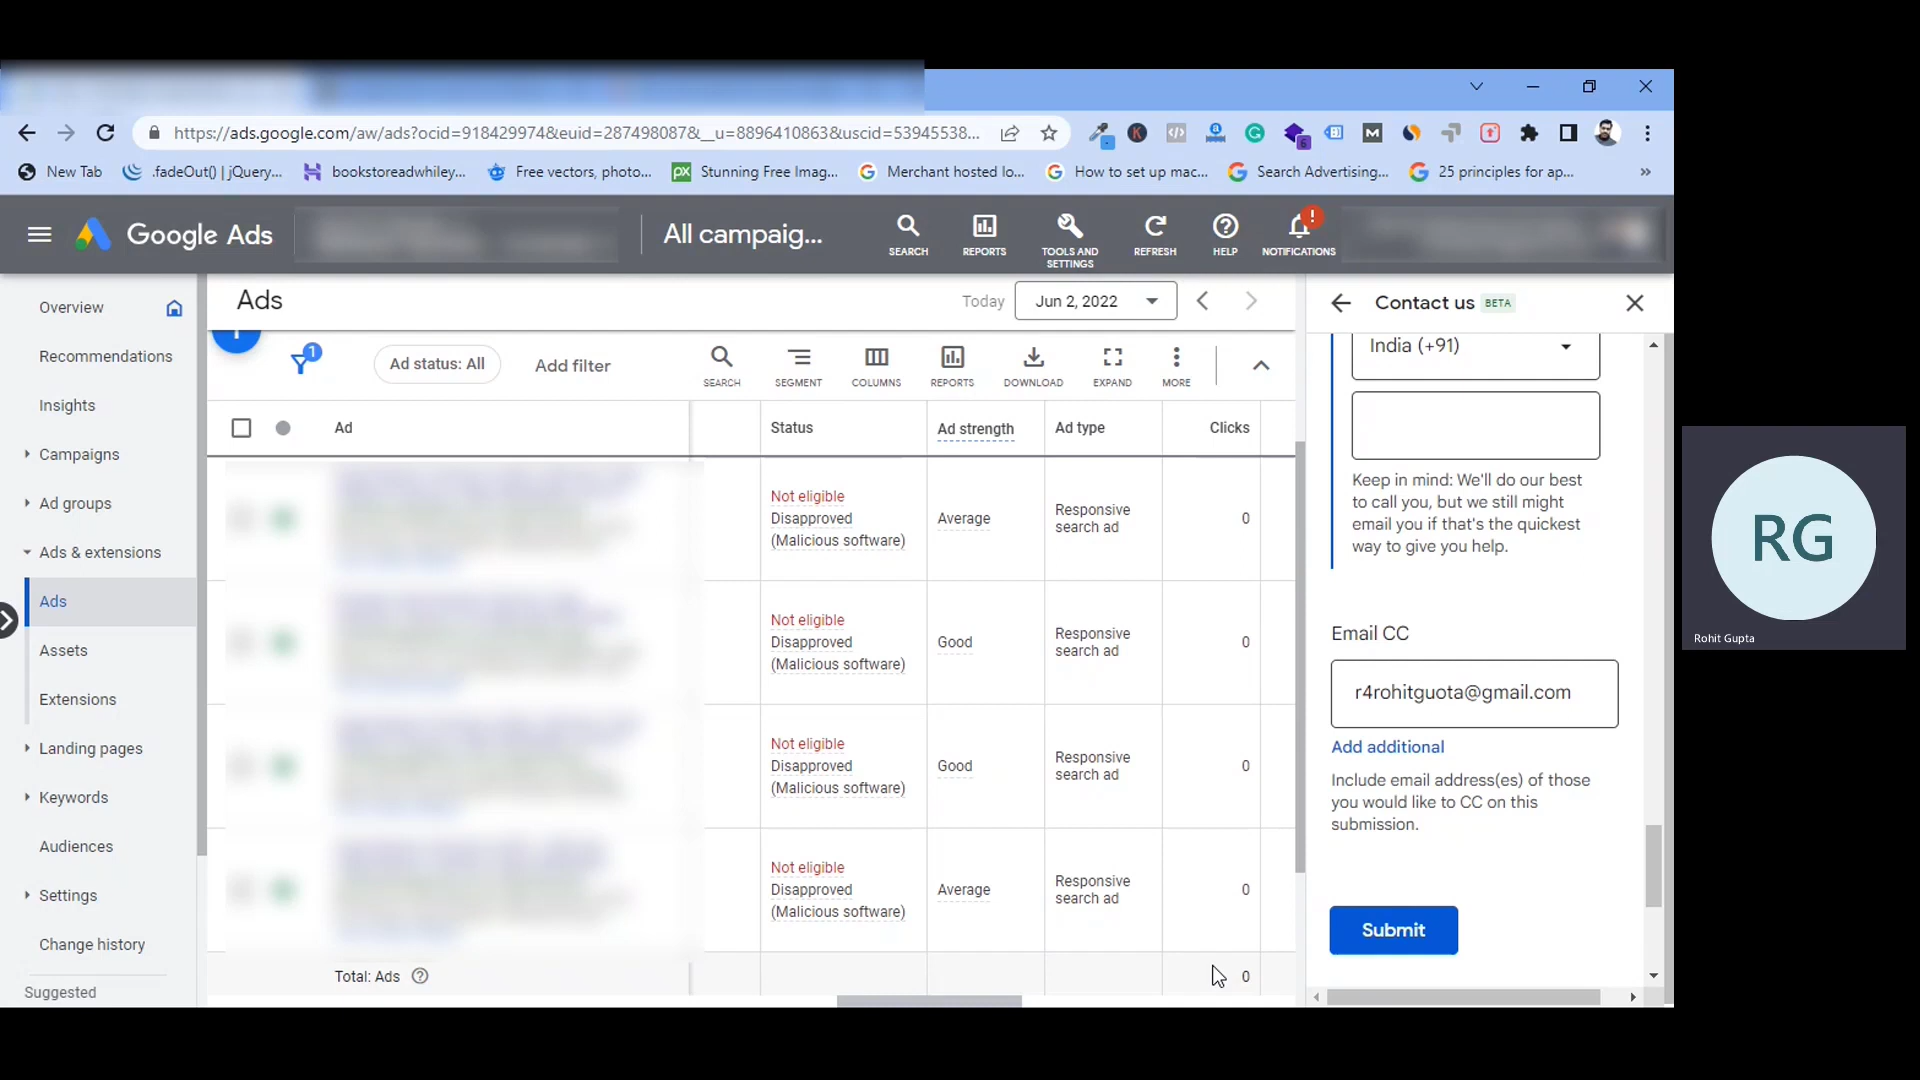 https://ads.google.com/aw/ads?ocid=918429974&euid=287498087&__u=8896410863&uscid=53945538...
New Tab
.fadeOut() | jQuery...
bookstoreadwhiley...
Free vectors, photo...
Stunning Free Imag...
Merchant hosted lo...
How to set up mac...
Search Advertising...
25 principles for ap...
»
Google Ads
All campaig...
SEARCH
REPORTS
TOOLS AND
SETTINGS
REFRESH
HELP
NOTIFICATIONS
Overview
Recommendations
Insights
Campaigns
Ad groups
Ads & extensions
Ads
Assets
Extensions
Landing pages
Keywords
Audiences
Settings
Change history
Suggested
Ads
Today
Jun 2, 2022
1
Ad status: All
Add filter
SEARCH
SEGMENT
COLUMNS
REPORTS
DOWNLOAD
EXPAND
MORE
Ad
Status
Ad strength
Ad type
Clicks
Not eligible
Disapproved
(Malicious software)
Average
Responsive
search ad
0
Not eligible
Disapproved
(Malicious software)
Good
Responsive
search ad
0
Not eligible
Disapproved
(Malicious software)
Good
Responsive
search ad
0
Not eligible
Disapproved
(Malicious software)
Average
Responsive
search ad
0
Total: Ads
0
Contact us BETA
India (+91)
Keep in mind: We'll do our best
to call you, but we still might
email you if that's the quickest
way to give you help.
Email CC
r4rohitguota@gmail.com
Add additional
Include email address(es) of those
you would like to CC on this
submission.
Submit
RG
Rohit Gupta